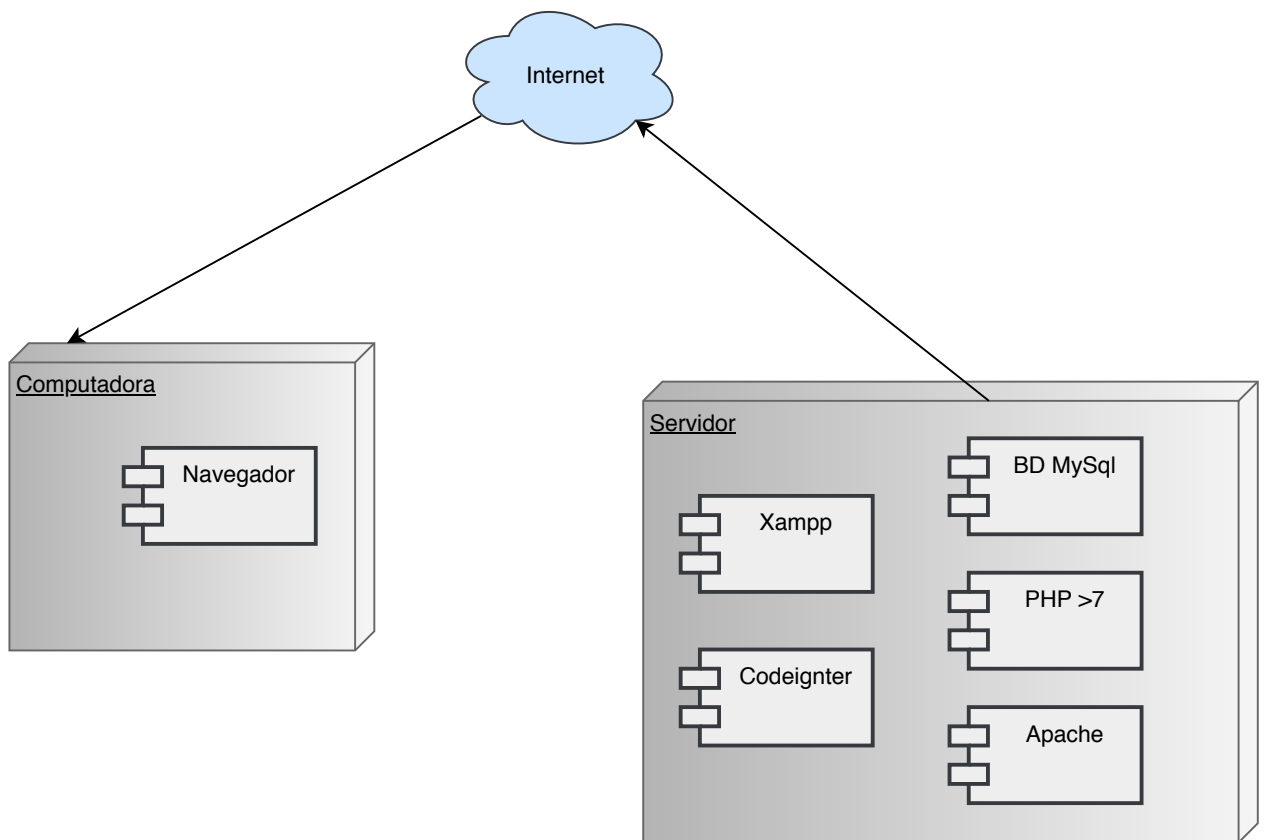 Internet
Computadora
Navegador
Servidor
BD MySql
Xampp
PHP >7
Codeignter
Apache